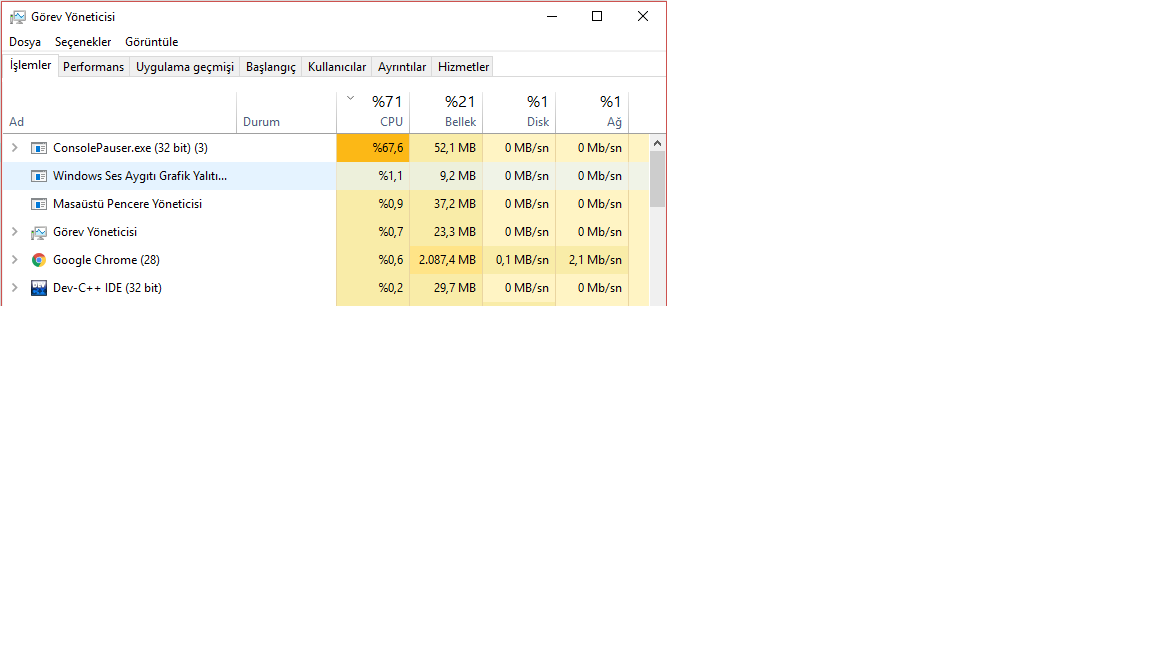 Görev Yöneticisi
Dosya Seçenekler Görüntüle
İşlemler Performans Uygulama geçmişi Başlangıç Kullanıcılar Ayrıntılar Hizmetler
%71 %21 %1 %1
Ad Durum CPU Bellek Disk Ağ
ConsolePauser.exe (32 bit) (3) %67,6 52,1 MB 0 MB/sn 0 Mb/sn
Windows Ses Aygıtı Grafik Yalıtı... %1,1 9,2 MB 0 MB/sn 0 Mb/sn
Masaüstü Pencere Yöneticisi %0,9 37,2 MB 0 MB/sn 0 Mb/sn
Görev Yöneticisi %0,7 23,3 MB 0 MB/sn 0 Mb/sn
Google Chrome (28) %0,6 2.087,4 MB 0,1 MB/sn 2,1 Mb/sn
Dev-C++ IDE (32 bit) %0,2 29,7 MB 0 MB/sn 0 Mb/sn